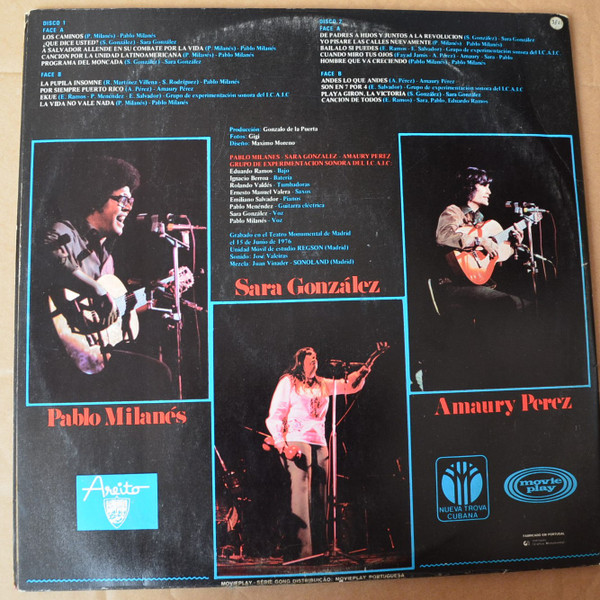 DISCO 1
FACE A
LOS CAMINOS (P. Milanés) - Pablo Milanés
¿QUE DICE USTED? (S. González) - Sara González
A SALVADOR ALLENDE EN SU COMBATE POR LA VIDA (P. Milanés) - Pablo Milanés
CANCION POR LA UNIDAD LATINOAMERICANA (P. Milanés) - Pablo Milanés
PROGRAMA DEL MONCADA (S. González) - Sara González
FACE B
LA PUPILA INSOMNE (R. Martínez Villena - S. Rodríguez) - Pablo Milanés
POR SIEMPRE PUERTO RICO (A. Pérez) - Amaury Pérez
EKUE (E. Ramos - P. Menéndez - E. Salvador) - Grupo de experimentación sonora del I.C.A.I.C
LA VIDA NO VALE NADA (P. Milanés) - Pablo Milanés
DISCO 2
FACE A
DE PADRES A HIJOS Y JUNTOS A LA REVOLUCION (S. González) - Sara González
YO PISARE LAS CALLES NUEVAMENTE (P. Milanés) - Pablo Milanés
BAILALO SI PUEDES (E. Ramos - E. Salvador) - Grupo de experimentación sonora del I.C.A.I.C
CUANDO MIRO TUS OJOS (Fayad Jamís - A. Pérez) - Amaury - Sara - Pablo
HOMBRE QUE VA CRECIENDO (Pablo Milanés) - Pablo Milanés
FACE B
ANDES LO QUE ANDES (A. Pérez) - Amaury Pérez
SON EN 7 POR 4 (E. Salvador) - Grupo de experimentación sonora del I.C.A.I.C
PLAYA GIRON, LA VICTORIA (S. González) - Sara González
CANCION DE TODOS (E. Ramos) - Sara, Pablo, Eduardo Ramos
Producción: Gonzalo de la Puerta
Fotos: Gigi
Diseño: Maximo Moreno
PABLO MILANES - SARA GONZALEZ - AMAURY PEREZ
GRUPO DE EXPERIMENTACION SONORA DEL I.C.A.I.C:
Eduardo Ramos - Bajo
Ignacio Berroa - Batería
Rolando Valdés - Tumbadoras
Ernesto Manuel Varera - Saxos
Emiliano Salvador - Pianos
Pablo Menéndez - Guitarra eléctrica
Sara González - Voz
Pablo Milanés - Voz
Grabado en el Teatro Monumental de Madrid
el 15 de Junio de 1976
Unidad Movil de estudio REGSON (Madrid)
Sonido: José Valeiras
Mezcla: Juan Vinader - SONOLAND (Madrid)
Sara González
Pablo Milanés
Amaury Perez
Areito
NUEVA TROVA
CUBANA
movie
play
FABRICADO EM PORTUGAL
MOVIEPLAY - SÉRIE GONG DISTRIBUIÇÃO: MOVIEPLAY PORTUGUESA